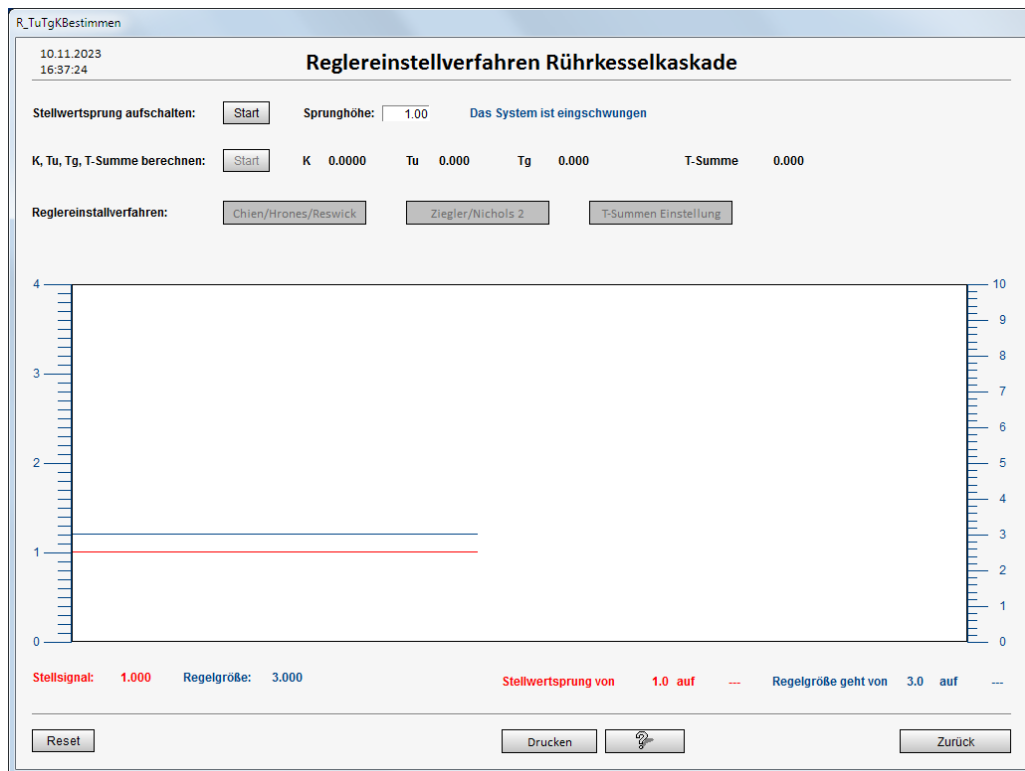 R_TuTgKBestimmen
10.11.2023
16:37:24
Reglereinstellverfahren Rührkesselkaskade
Stellwertsprung aufschalten: Start Sprunghöhe: 1.00 Das System ist eingschwungen
K, Tu, Tg, T-Summe berechnen: Start K 0.0000 Tu 0.000 Tg 0.000 T-Summe 0.000
Reglereinstallverfahren: Chien/Hrones/Reswick Ziegler/Nichols 2 T-Summen Einstellung
4 10
9
8
3 7
6
2 5
4
3
1
2
1
0 0
Stellsignal: 1.000 Regelgröße: 3.000 Stellwertsprung von 1.0 auf --- Regelgröße geht von 3.0 auf ---
Reset Drucken ? Zurück